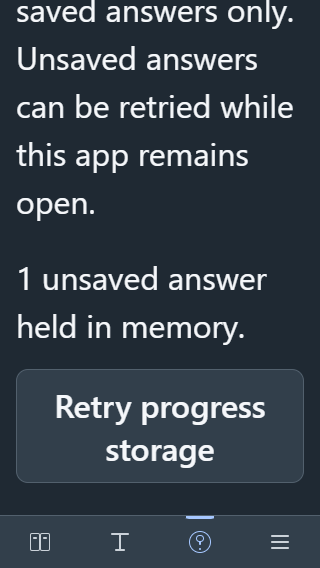 saved answers only.
Unsaved answers
can be retried while
this app remains
open.
1 unsaved answer
held in memory.
Retry progress
storage